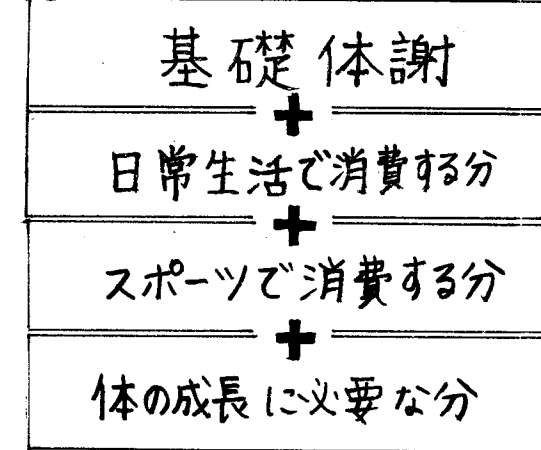 基礎体謝
+
日常生活で消費する分
+
スポーツで消費する分
+
体の成長に必要な分